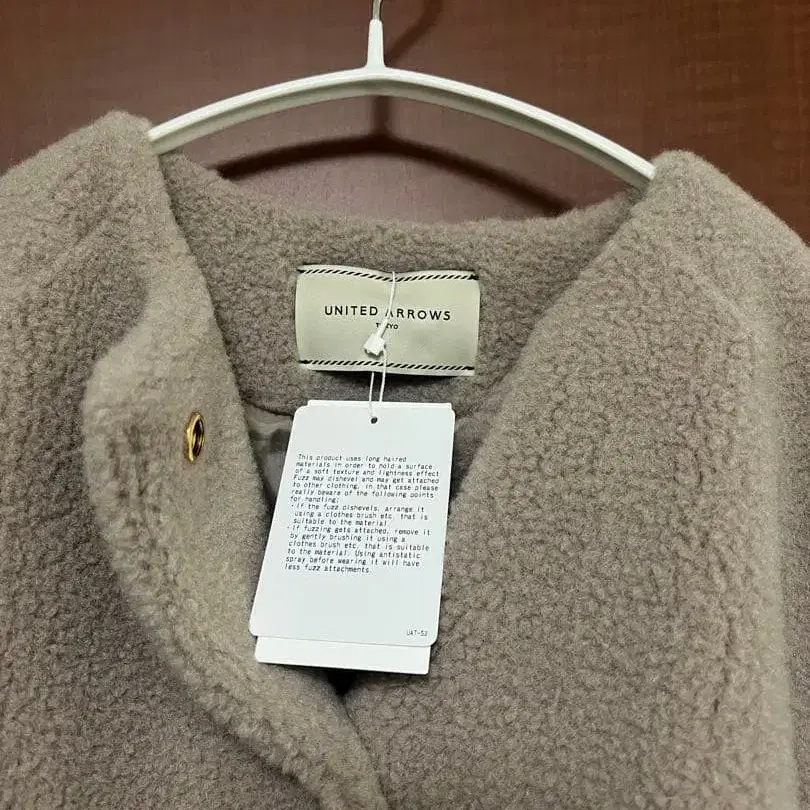 UNITED ARROWS
TOKYO
This product uses long haired
materials in order to hold a surface
of a soft texture and lightness effect
Fuzz may dishevel and may get attached
to other clothing, in that case please
really beware of the following points
for handling:
・If the fuzz dishevels, arrange it
using a clothes brush etc. that is
suitable to the material.
・If fuzzing gets attached, remove it
by gently brushing it using a
clothes brush etc. that is suitable
to the material. Using antistatic
spray before wearing it will have
less fuzz attachments.
UAT-53